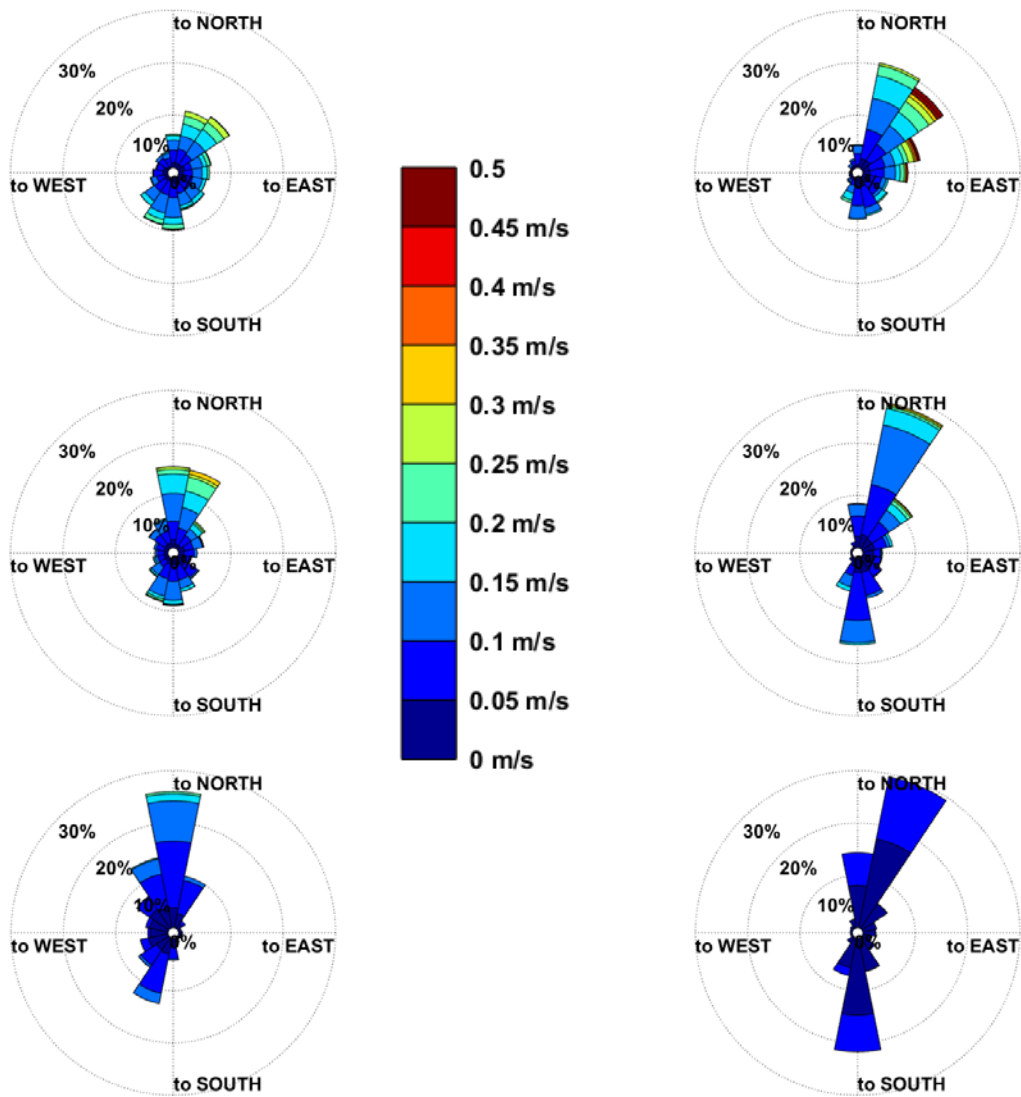 to NORTH
30%
20%
10%
0%
to WEST
to EAST
to SOUTH
to NORTH
30%
20%
10%
0%
to WEST
to EAST
to SOUTH
0.5
0.45 m/s
0.4 m/s
0.35 m/s
0.3 m/s
0.25 m/s
0.2 m/s
0.15 m/s
0.1 m/s
0.05 m/s
0 m/s
to NORTH
30%
20%
10%
0%
to WEST
to EAST
to SOUTH
to NORTH
30%
20%
10%
0%
to WEST
to EAST
to SOUTH
to NORTH
30%
20%
10%
0%
to WEST
to EAST
to SOUTH
to NORTH
30%
20%
10%
0%
to WEST
to EAST
to SOUTH